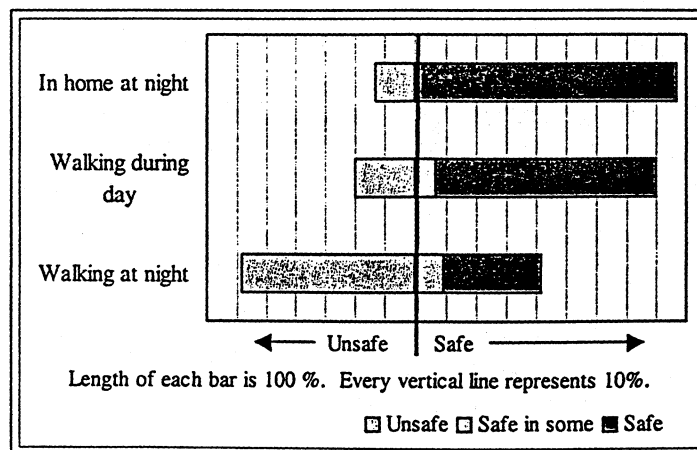 In home at night
Walking during
day
Walking at night
Unsafe Safe
Length of each bar is 100 %. Every vertical line represents 10%.
Unsafe Safe in some Safe